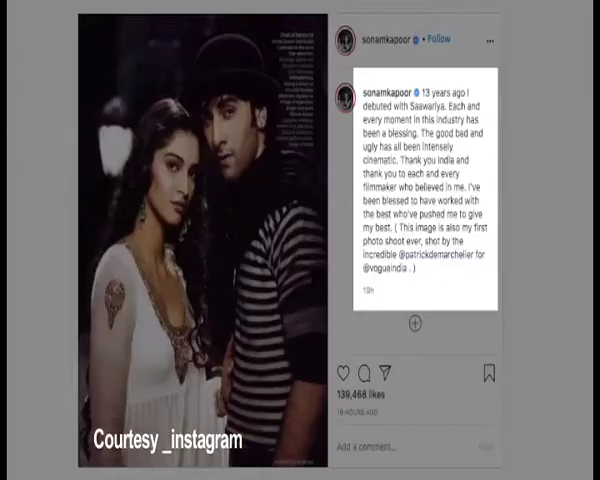 sonamkapoor • Follow
sonamkapoor 13 years ago I
debuted with Saawariya. Each and
every moment in this industry has
been a blessing. The good bad and
ugly has all been intensely
cinematic. Thank you India and
thank you to each and every
filmmaker who believed in me. I've
been blessed to have worked with
the best who've pushed me to give
my best. ( This image is also my first
photo shoot ever, shot by the
incredible @patrickdemarchelier for
@vogueindia . )
19h
139,468 likes
19 HOURS AGO
Add a comment...
Courtesy_instagram